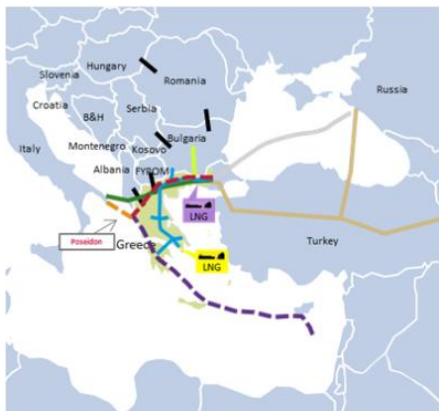 Hungary
Slovenia
Romania
Russia
Croatia
Serbia
B&H
Italy
Montenegro
Kosovo
Bulgaria
Albania
FYROM
LNG
Poseidon
Greece
Turkey
LNG